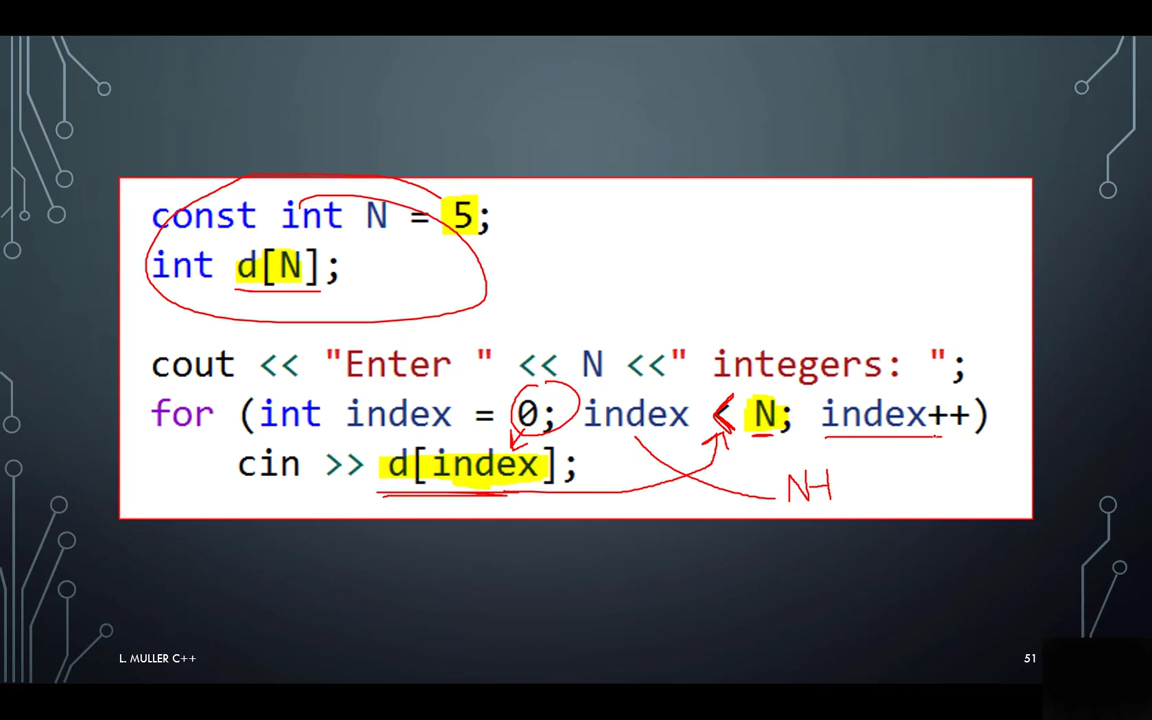 const int N = 5;
int d[N];
cout << "Enter " << N <<" integers: ";
for (int index = 0; index < N; index++)
cin >> d[index];
L. MULLER C++
51